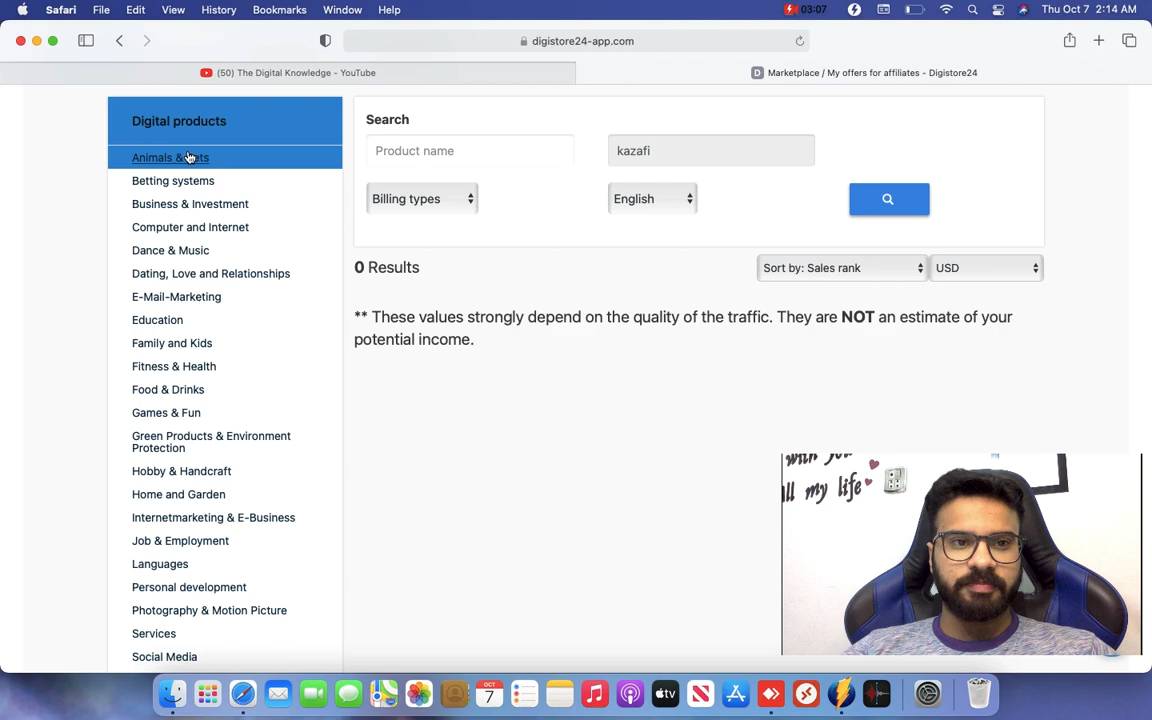 Safari File Edit View History Bookmarks Window Help 03:07 Thu Oct 7 2:14 AM
digistore24-app.com
(50) The Digital Knowledge - YouTube
Marketplace / My offers for affiliates - Digistore24
Digital products
Animals & Pets
Betting systems
Business & Investment
Computer and Internet
Dance & Music
Dating, Love and Relationships
E-Mail-Marketing
Education
Family and Kids
Fitness & Health
Food & Drinks
Games & Fun
Green Products & Environment
Protection
Hobby & Handcraft
Home and Garden
Internetmarketing & E-Business
Job & Employment
Languages
Personal development
Photography & Motion Picture
Services
Social Media
Search
Product name kazafi
Billing types English
0 Results Sort by: Sales rank USD
** These values strongly depend on the quality of the traffic. They are NOT an estimate of your
potential income.
with you
all my life
OCT
7
tv